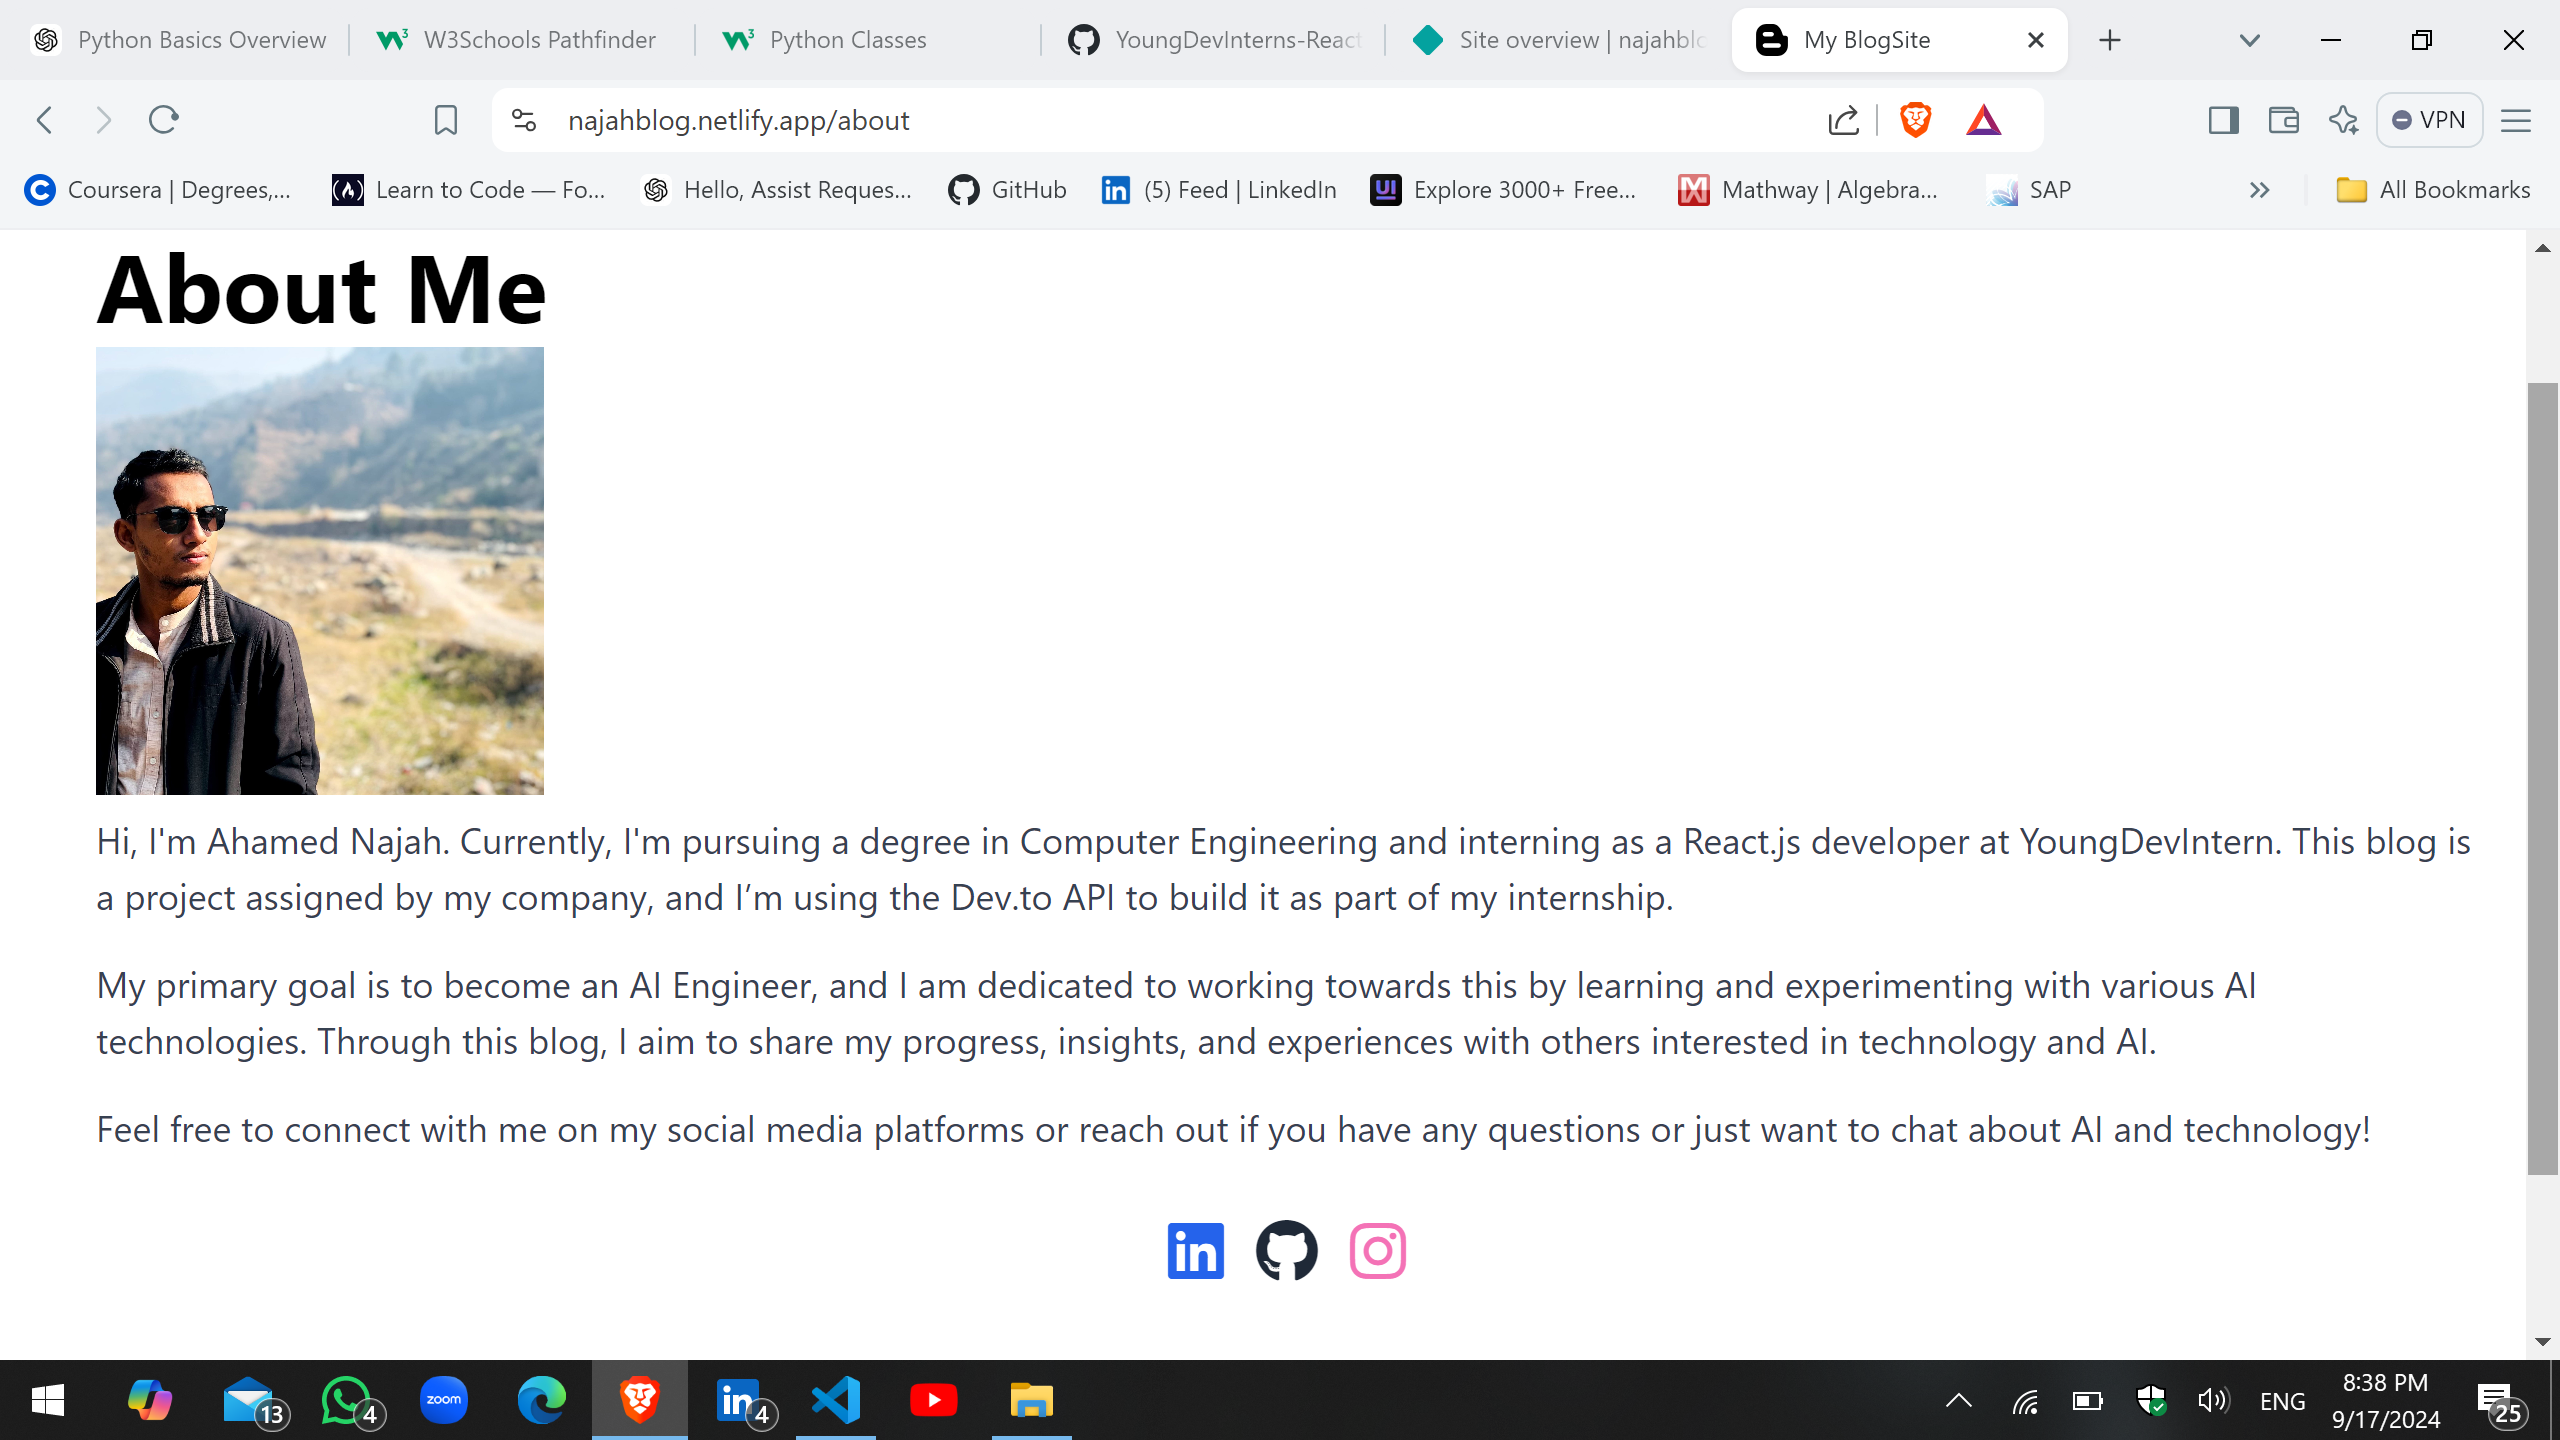 Python Basics Overview
W3Schools Pathfinder
Python Classes
YoungDevInterns-React
Site overview | najahblo
My BlogSite
najahblog.netlify.app/about
VPN
Coursera | Degrees,...
Learn to Code — Fo...
Hello, Assist Reques...
GitHub
(5) Feed | LinkedIn
Explore 3000+ Free...
Mathway | Algebra...
SAP
All Bookmarks
About Me
Hi, I'm Ahamed Najah. Currently, I'm pursuing a degree in Computer Engineering and interning as a React.js developer at YoungDevIntern. This blog is
a project assigned by my company, and I’m using the Dev.to API to build it as part of my internship.
My primary goal is to become an AI Engineer, and I am dedicated to working towards this by learning and experimenting with various AI
technologies. Through this blog, I aim to share my progress, insights, and experiences with others interested in technology and AI.
Feel free to connect with me on my social media platforms or reach out if you have any questions or just want to chat about AI and technology!
in
13
4
zoom
in
4
ENG
8:38 PM
9/17/2024
25